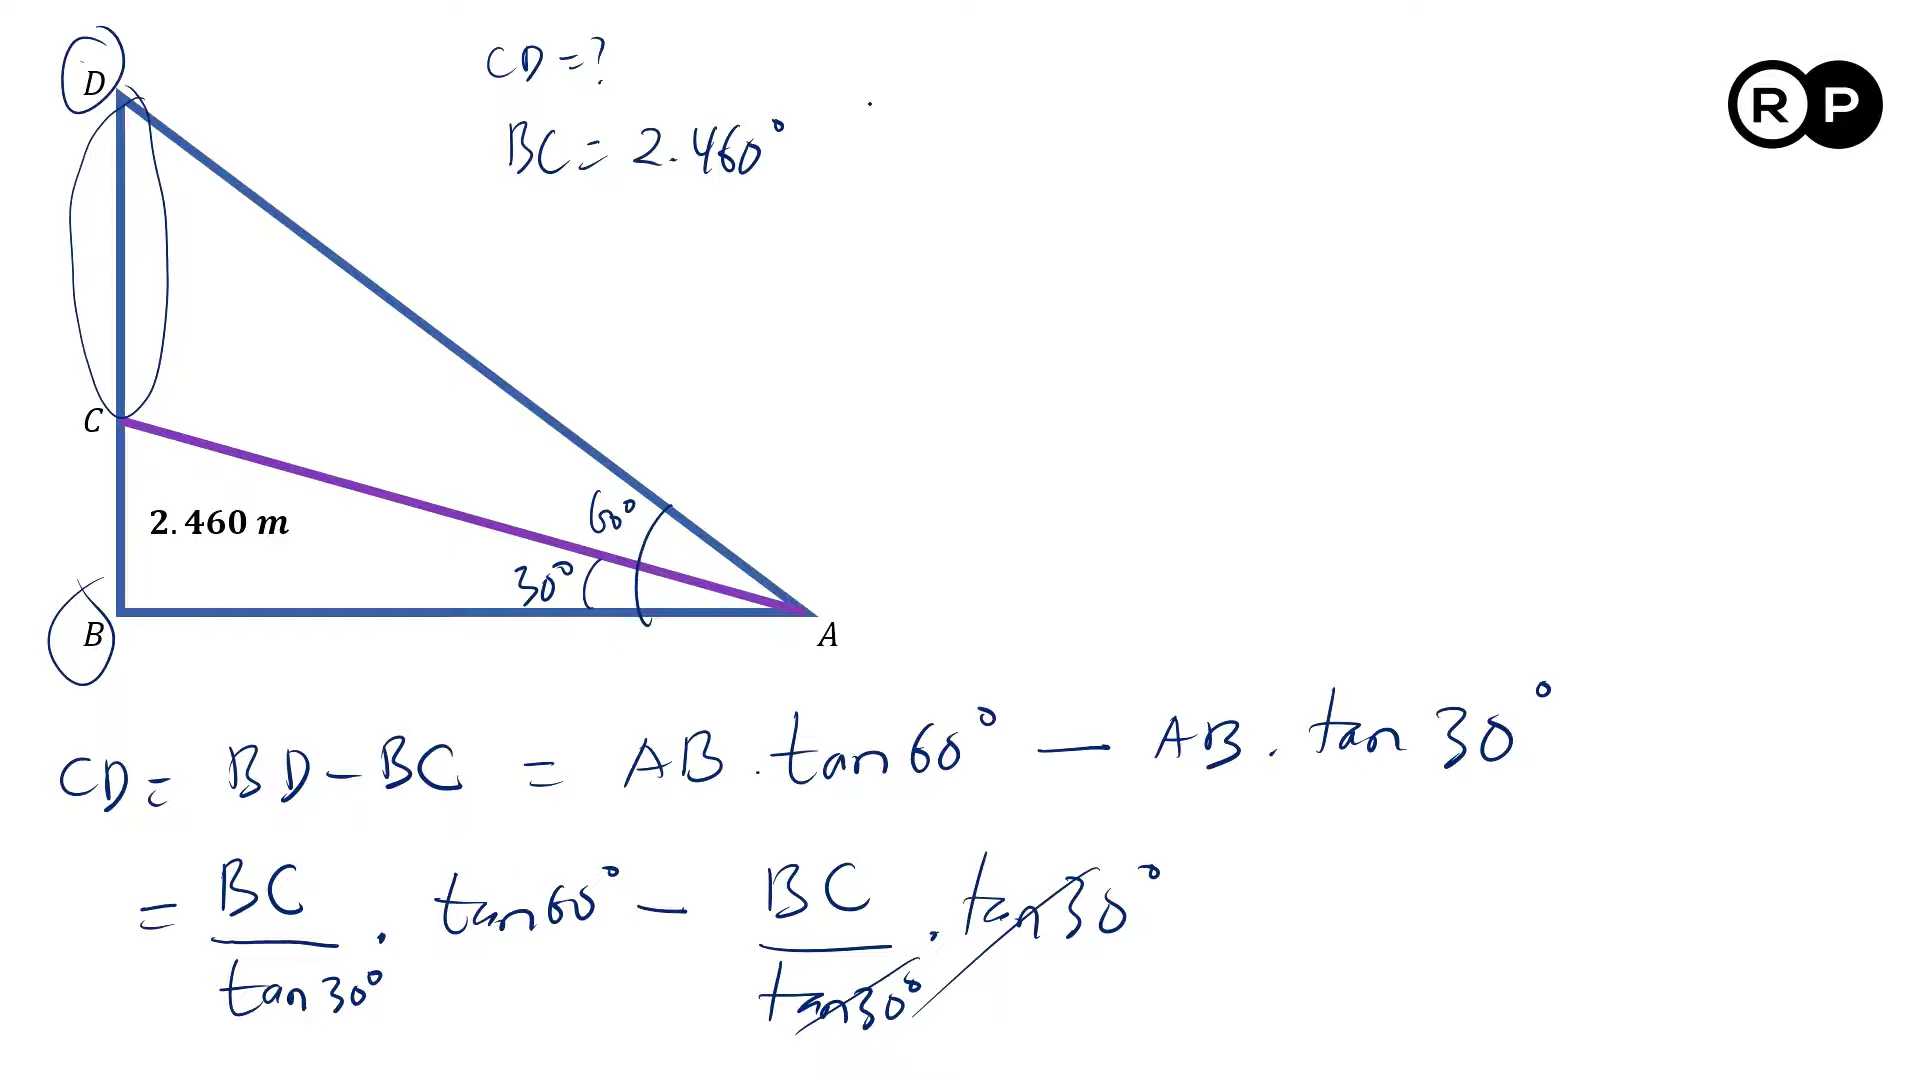 CD = ?
BC = 2.460°
R P
D
C
2.460 m
60°
30°
B
A
CD = BD - BC = AB . tan 60° - AB . tan 30°
= BC/tan 30° . tan 60° - BC/tan 30° . tan 30°